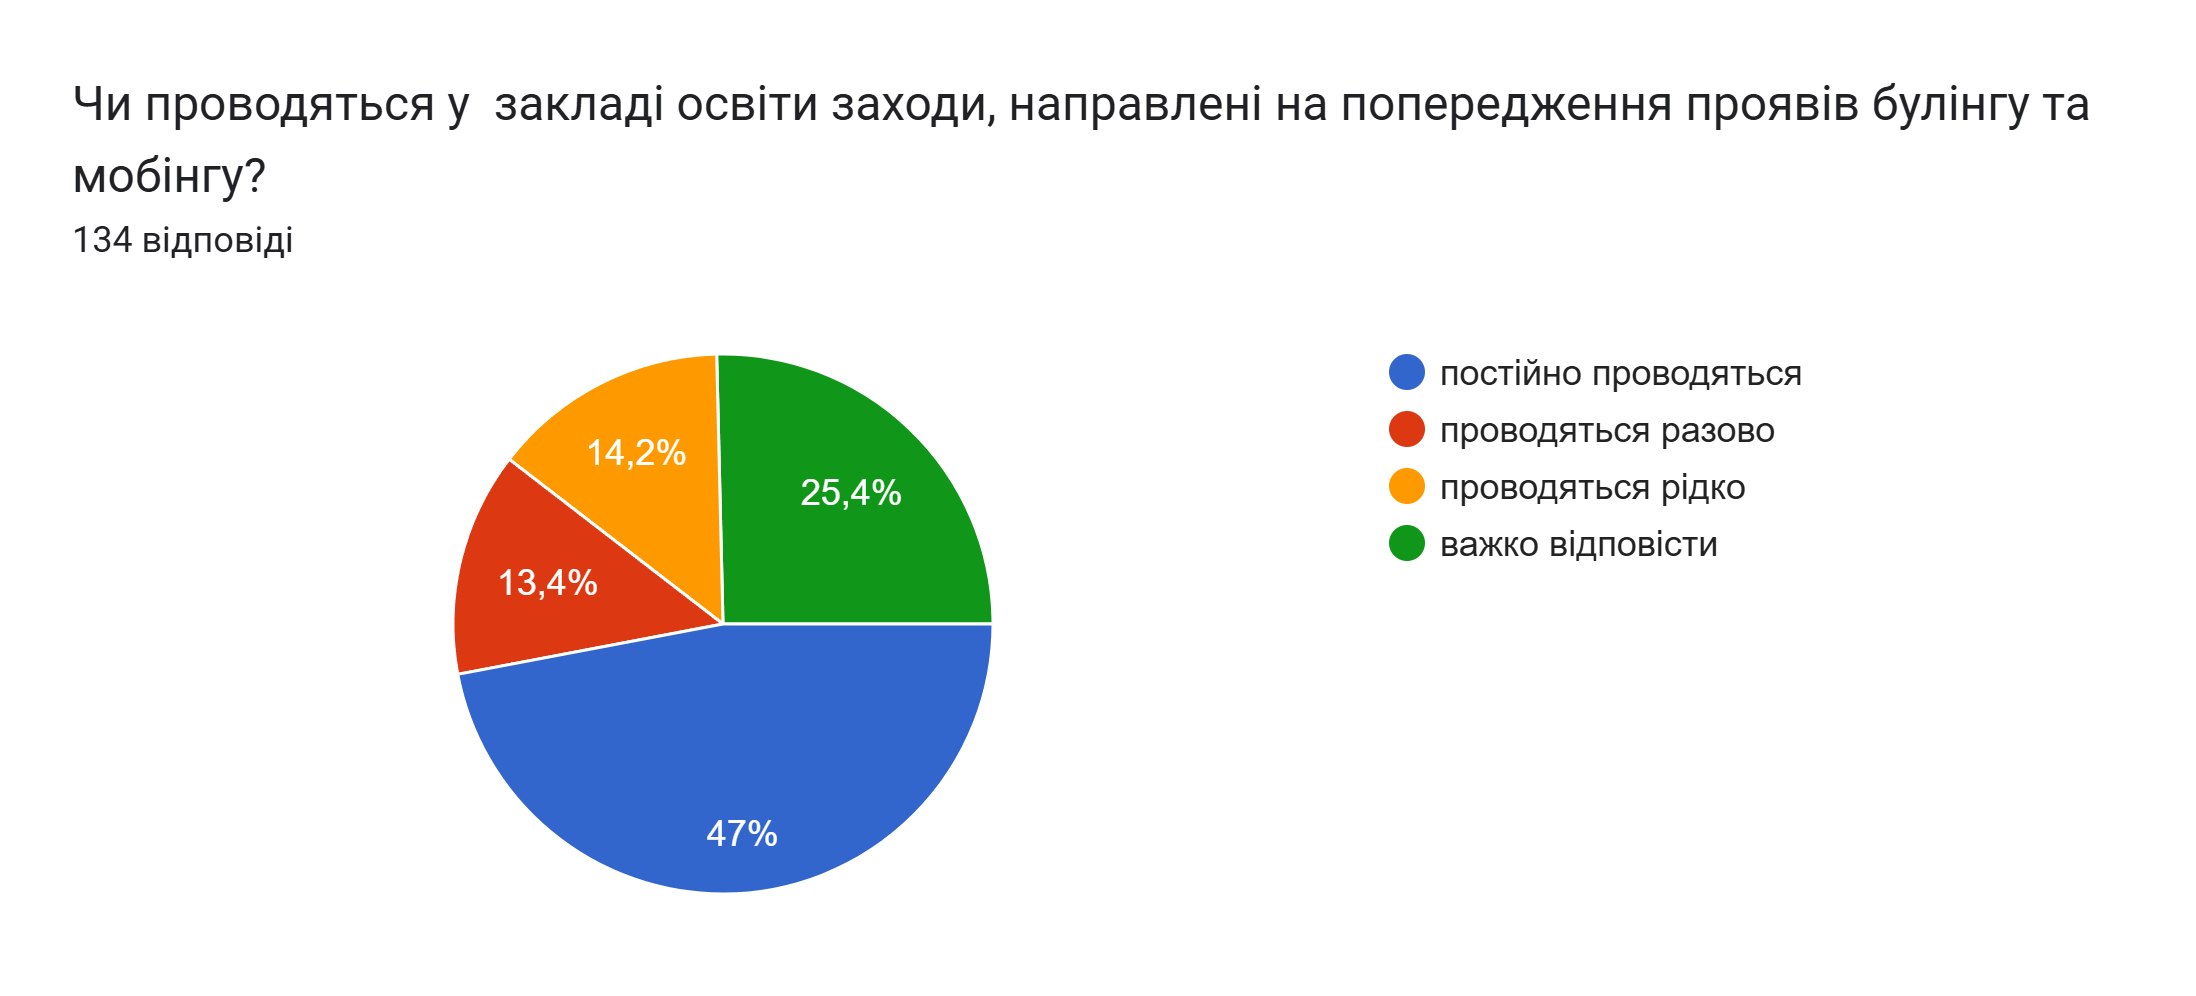 Чи проводяться у  закладі освіти заходи, направлені на попередження проявів булінгу та
мобінгу?
134 відповіді
постійно проводяться
проводяться разово
проводяться рідко
важко відповісти
14,2%
25,4%
13,4%
47%